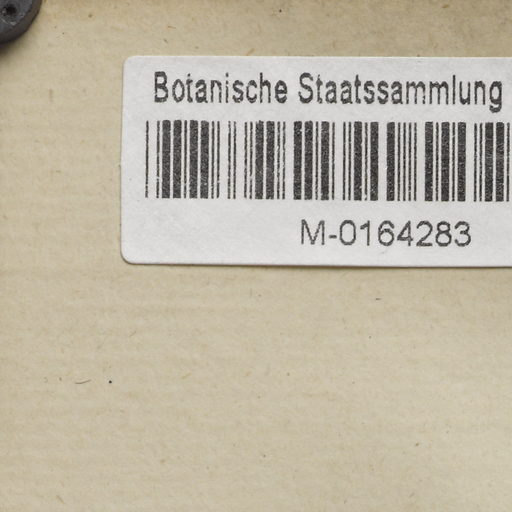 Botanische Staatssammlung
M-0164283